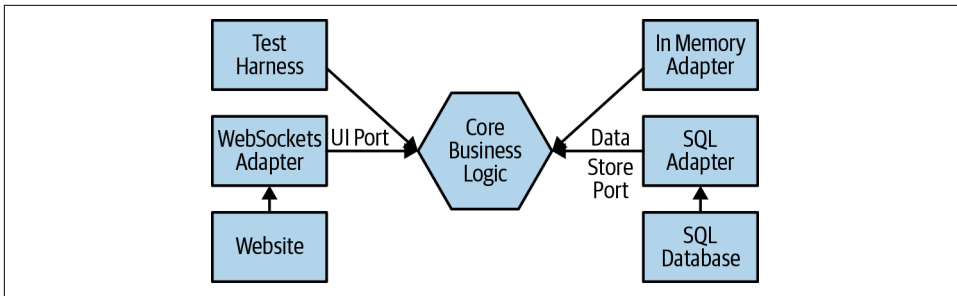 Test
Harness
In Memory
Adapter
WebSockets
Adapter
UI Port
Core
Business
Logic
Data
Store
Port
SQL
Adapter
Website
SQL
Database